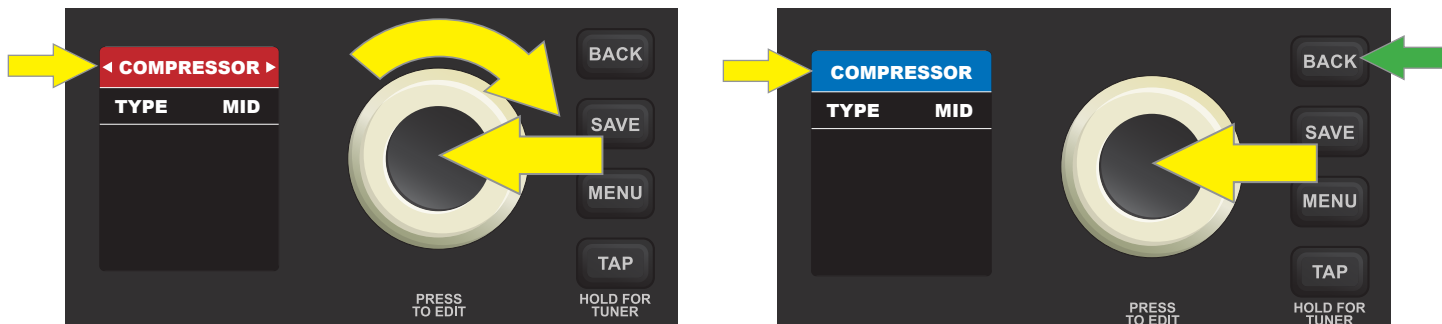 COMPRESSOR
TYPE MID
BACK
SAVE
MENU
TAP
PRESS
TO EDIT
HOLD FOR
TUNER
COMPRESSOR
TYPE MID
BACK
SAVE
MENU
TAP
PRESS
TO EDIT
HOLD FOR
TUNER